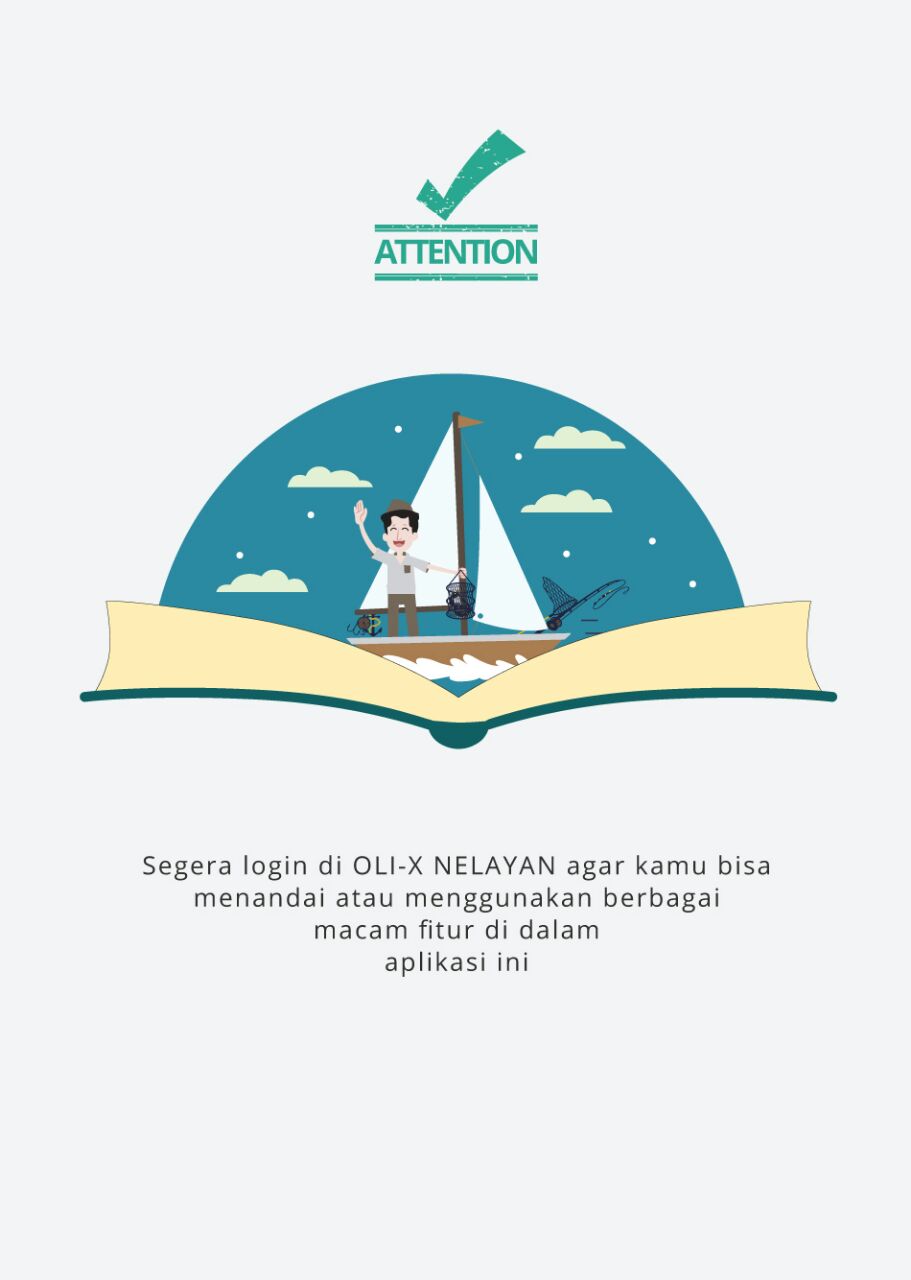 ATTENTION
Segera login di OLI-X NELAYAN agar kamu bisa
menandai atau menggunakan berbagai
macam fitur di dalam
aplikasi ini